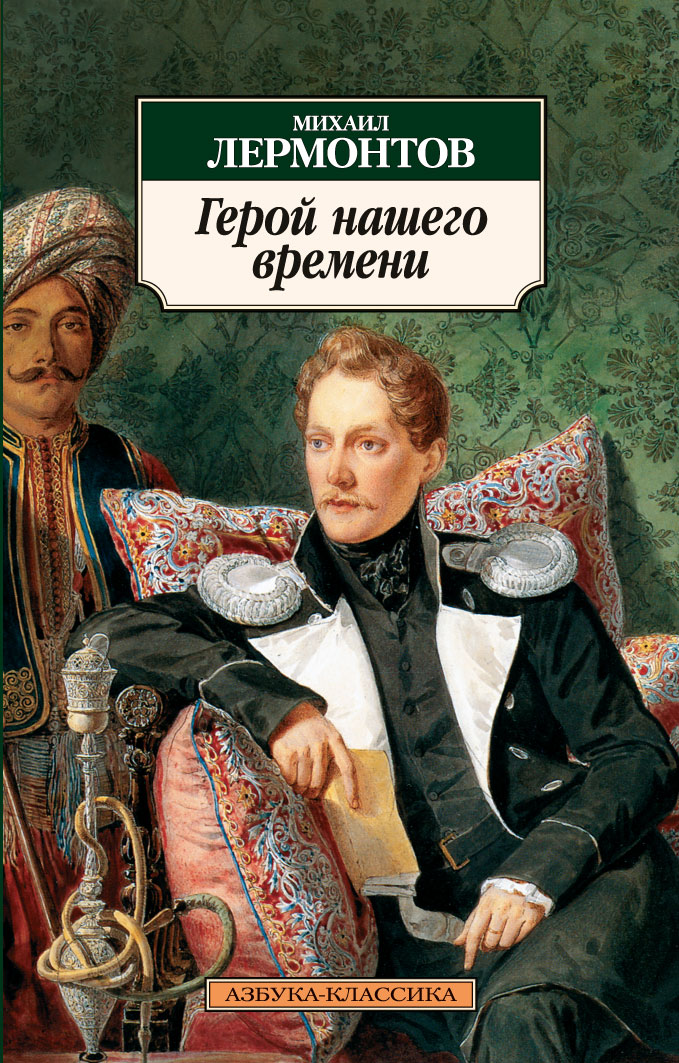 МИХАИЛ
ЛЕРМОНТОВ
Герой нашего
времени
АЗБУКА-КЛАССИКА